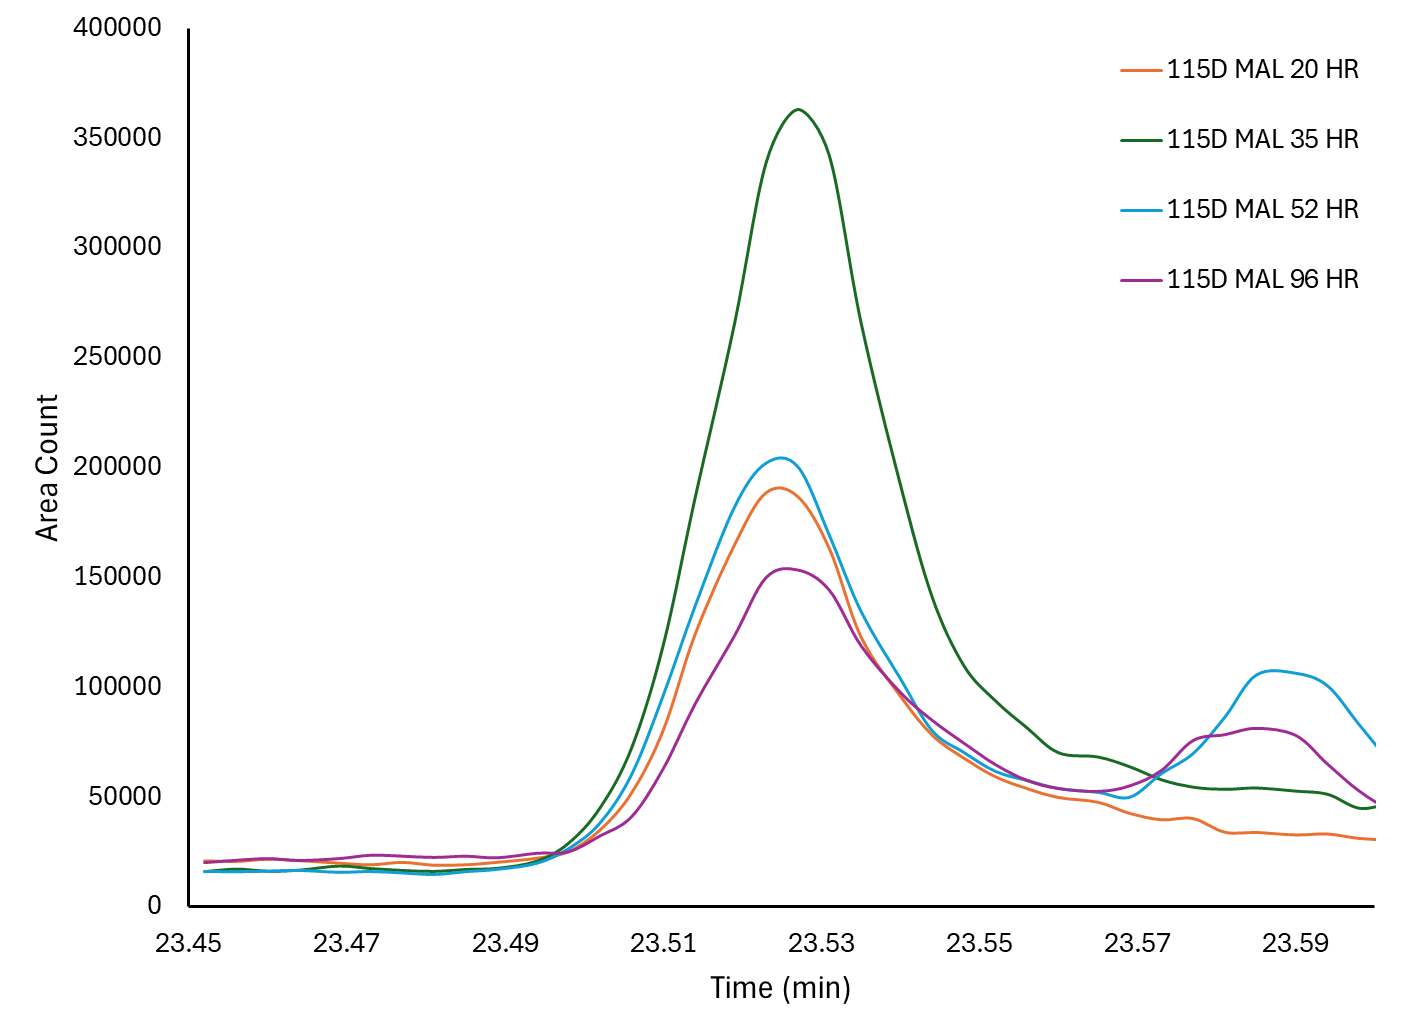 400000
350000
300000
250000
200000
150000
100000
50000
0
Area Count
115D MAL 20 HR
115D MAL 35 HR
115D MAL 52 HR
115D MAL 96 HR
23.45 23.47 23.49 23.51 23.53 23.55 23.57 23.59
Time (min)